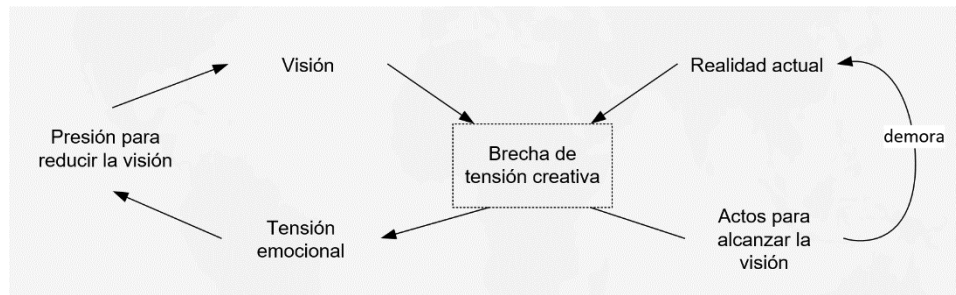 Visión
Realidad actual
Presión para
reducir la visión
demora
Brecha de
tensión creativa
Tensión
emocional
Actos para
alcanzar la
visión